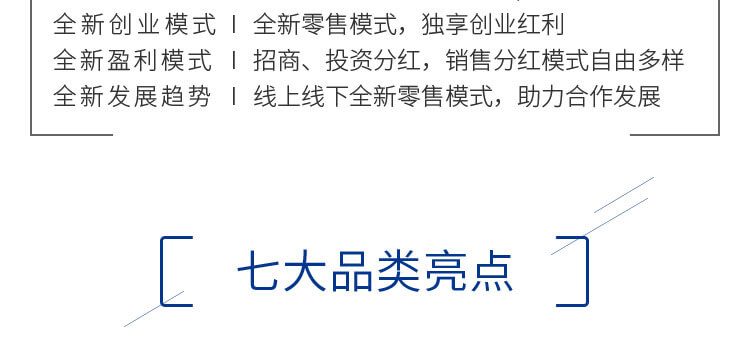 全新创业模式 | 全新零售模式，独享创业红利
全新盈利模式 | 招商、投资分红，销售分红模式自由多样
全新发展趋势 | 线上线下全新零售模式，助力合作发展
七大品类亮点